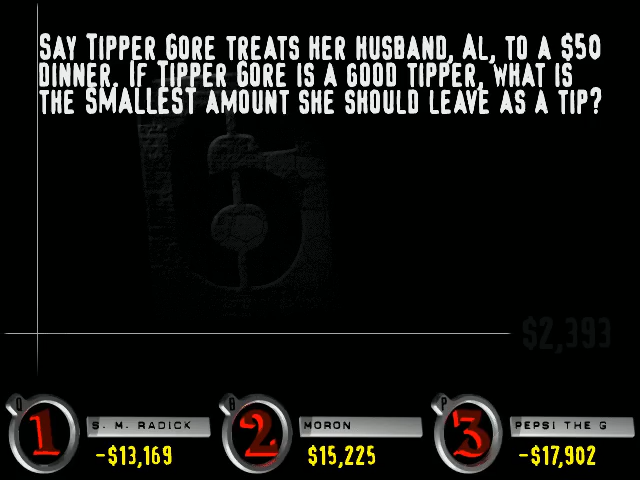 SAY TIPPER GORE TREATS HER HUSBAND, AL, TO A $50
DINNER. IF TIPPER GORE IS A GOOD TIPPER, WHAT IS
THE SMALLEST AMOUNT SHE SHOULD LEAVE AS A TIP?
$2,393
Q B P
1 S. M. RADICK 2 MORON 3 PEPSI THE G
-$13,169 $15,225 -$17,902